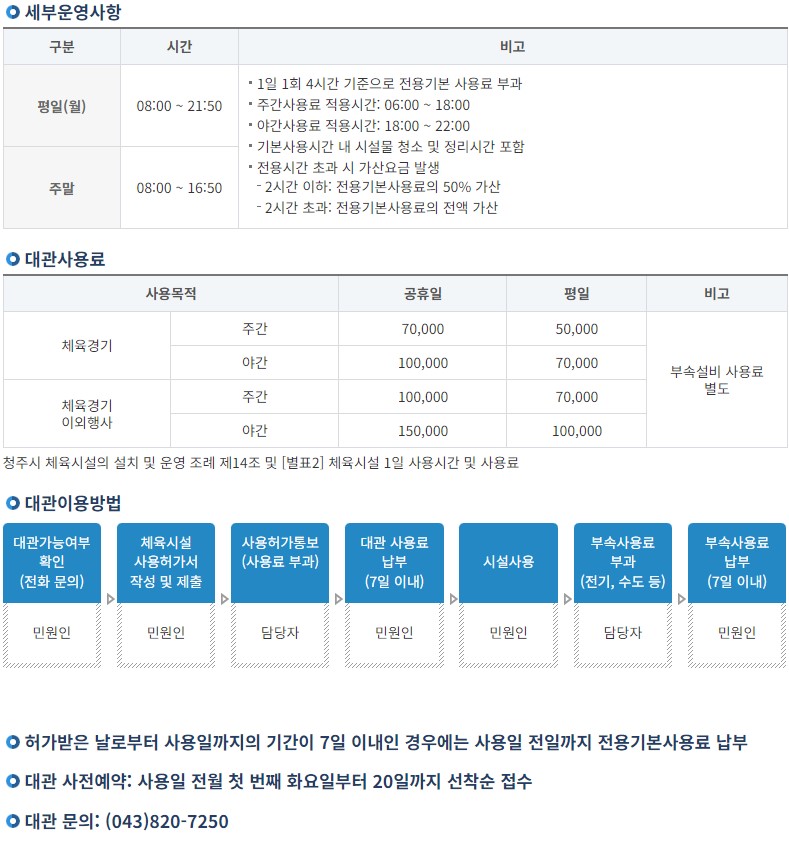 세부운영사항
구분 시간 비고
평일(월) 08:00 ~ 21:50
주말 08:00 ~ 16:50
1일 1회 4시간 기준으로 전용기본 사용료 부과
주간사용료 적용시간: 06:00 ~ 18:00
야간사용료 적용시간: 18:00 ~ 22:00
기본사용시간 내 시설물 청소 및 정리시간 포함
전용시간 초과 시 가산요금 발생
- 2시간 이하: 전용기본사용료의 50% 가산
- 2시간 초과: 전용기본사용료의 전액 가산
대관사용료
사용목적 공휴일 평일 비고
체육경기 주간 70,000 50,000
야간 100,000 70,000
체육경기
이외행사
주간 100,000 70,000
야간 150,000 100,000
부속설비 사용료
별도
청주시 체육시설의 설치 및 운영 조례 제14조 및 [별표2] 체육시설 1일 사용시간 및 사용료
대관이용방법
대관가능여부
확인
(전화 문의)
민원인
체육시설
사용허가서
작성 및 제출
민원인
사용허가통보
(사용료 부과)
담당자
대관 사용료
납부
(7일 이내)
민원인
시설사용
민원인
부속사용료
부과
(전기, 수도 등)
담당자
부속사용료
납부
(7일 이내)
민원인
허가받은 날로부터 사용일까지의 기간이 7일 이내인 경우에는 사용일 전일까지 전용기본사용료 납부
대관 사전예약: 사용일 전월 첫 번째 화요일부터 20일까지 선착순 접수
대관 문의: (043)820-7250